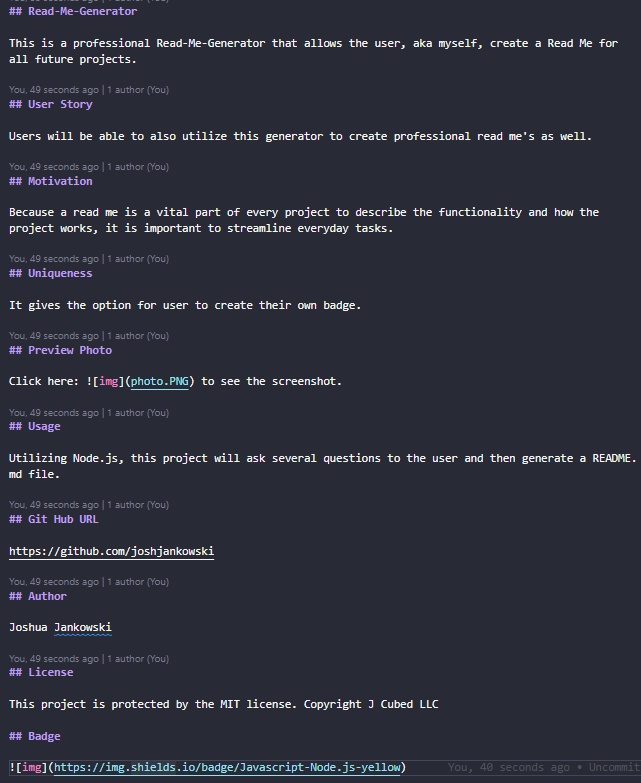 You, 50 seconds ago | 1 author (You)
## Read-Me-Generator
This is a professional Read-Me-Generator that allows the user, aka myself, create a Read Me for
all future projects.
You, 49 seconds ago | 1 author (You)
## User Story
Users will be able to also utilize this generator to create professional read me's as well.
You, 49 seconds ago | 1 author (You)
## Motivation
Because a read me is a vital part of every project to describe the functionality and how the
project works, it is important to streamline everyday tasks.
You, 49 seconds ago | 1 author (You)
## Uniqueness
It gives the option for user to create their own badge.
You, 49 seconds ago | 1 author (You)
## Preview Photo
Click here: ![img](photo.PNG) to see the screenshot.
You, 49 seconds ago | 1 author (You)
## Usage
Utilizing Node.js, this project will ask several questions to the user and then generate a README.
md file.
You, 49 seconds ago | 1 author (You)
## Git Hub URL
https://github.com/joshjankowski
You, 49 seconds ago | 1 author (You)
## Author
Joshua Jankowski
You, 49 seconds ago | 1 author (You)
## License
This project is protected by the MIT license. Copyright J Cubed LLC
## Badge
![img](https://img.shields.io/badge/Javascript-Node.js-yellow) You, 40 seconds ago • Uncommit